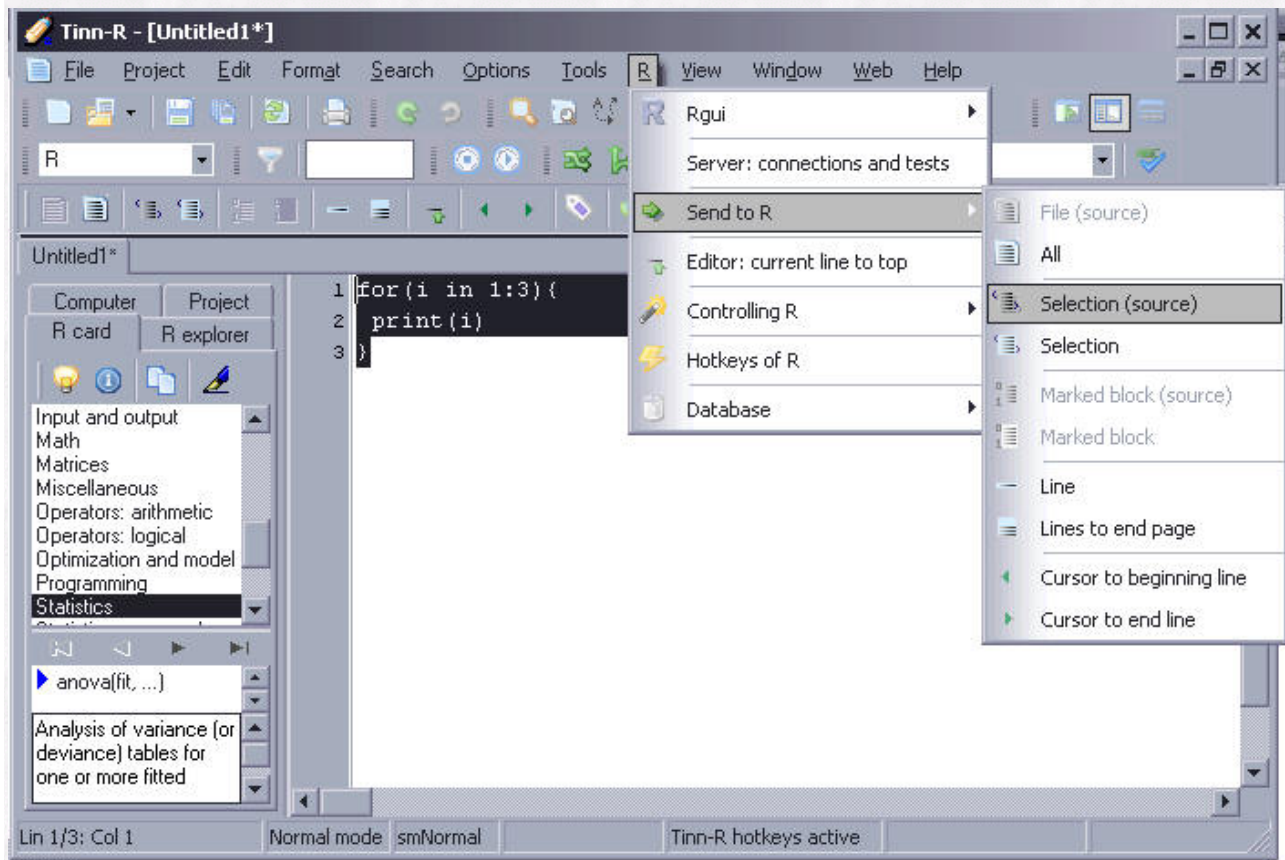 Tinn-R - [Untitled1*]
File Project Edit Format Search Options Tools R View Window Web Help
R
Rgui
Server: connections and tests
Send to R
Editor: current line to top
Controlling R
Hotkeys of R
Database
File (source)
All
Selection (source)
Selection
Marked block (source)
Marked block
Line
Lines to end page
Cursor to beginning line
Cursor to end line
Untitled1*
Computer Project
R card R explorer
Input and output
Math
Matrices
Miscellaneous
Operators: arithmetic
Operators: logical
Optimization and model
Programming
Statistics
anova(fit, ...)
Analysis of variance (or
deviance) tables for
one or more fitted
1 for(i in 1:3){
2 print(i)
3 }
Lin 1/3: Col 1 Normal mode smNormal Tinn-R hotkeys active